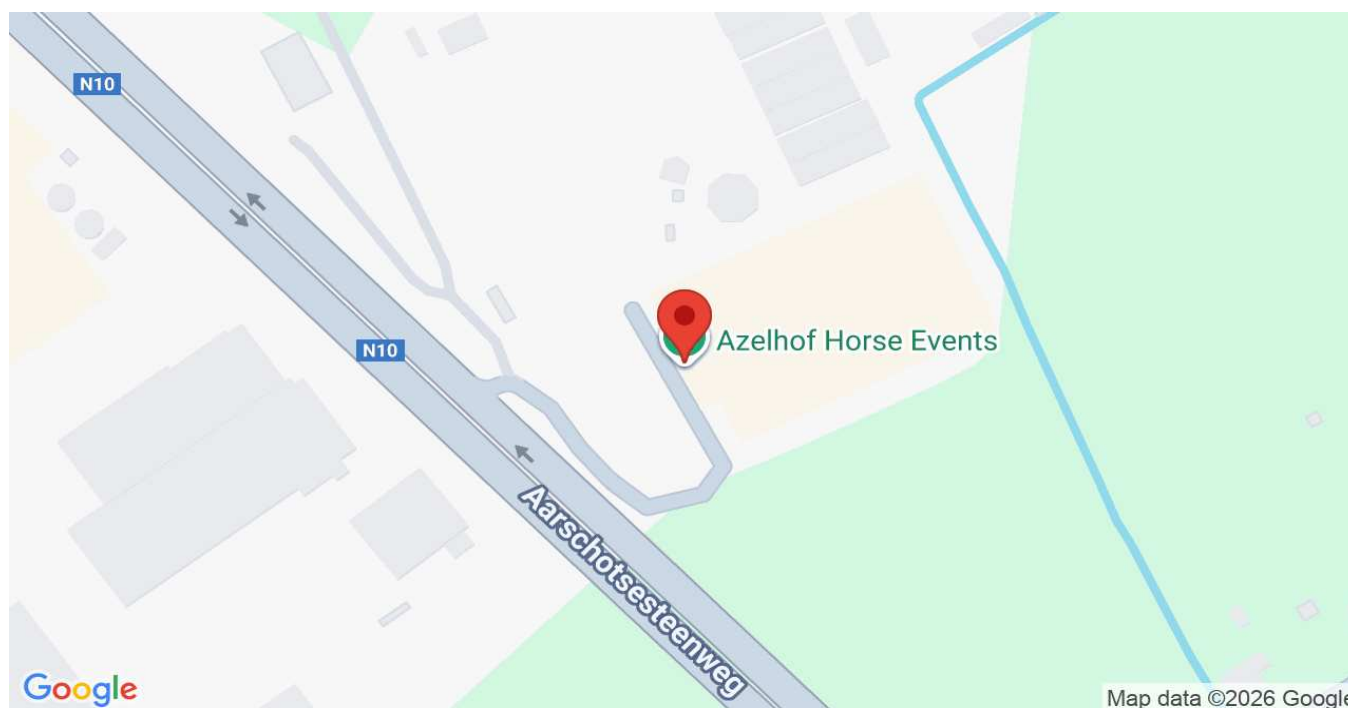 N10
N10
Azelhof Horse Events
Aarschotsesteenweg
Google
Map data ©2026 Google